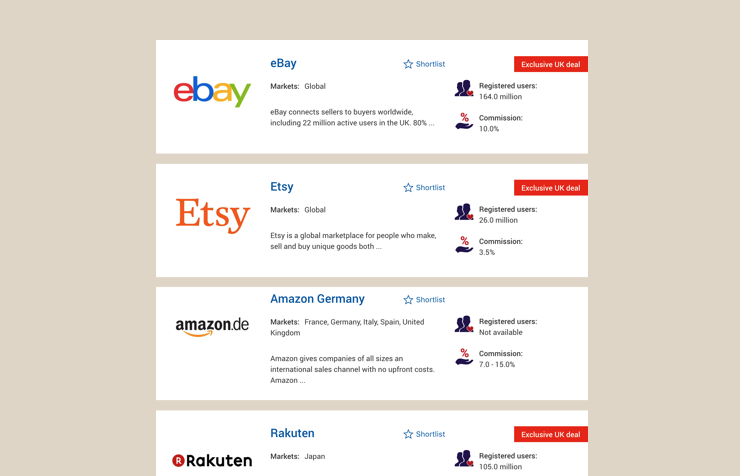 ebay
eBay
Shortlist
Exclusive UK deal
Markets: Global
eBay connects sellers to buyers worldwide,
including 22 million active users in the UK. 80% ...
Registered users:
164.0 million
Commission:
10.0%
Etsy
Etsy
Shortlist
Exclusive UK deal
Markets: Global
Etsy is a global marketplace for people who make,
sell and buy unique goods both ...
Registered users:
26.0 million
Commission:
3.5%
amazon.de
Amazon Germany
Shortlist
Markets: France, Germany, Italy, Spain, United
Kingdom
Amazon gives companies of all sizes an
international sales channel with no upfront costs.
Amazon ...
Registered users:
Not available
Commission:
7.0 - 15.0%
R Rakuten
Rakuten
Shortlist
Exclusive UK deal
Markets: Japan
Registered users:
105.0 million